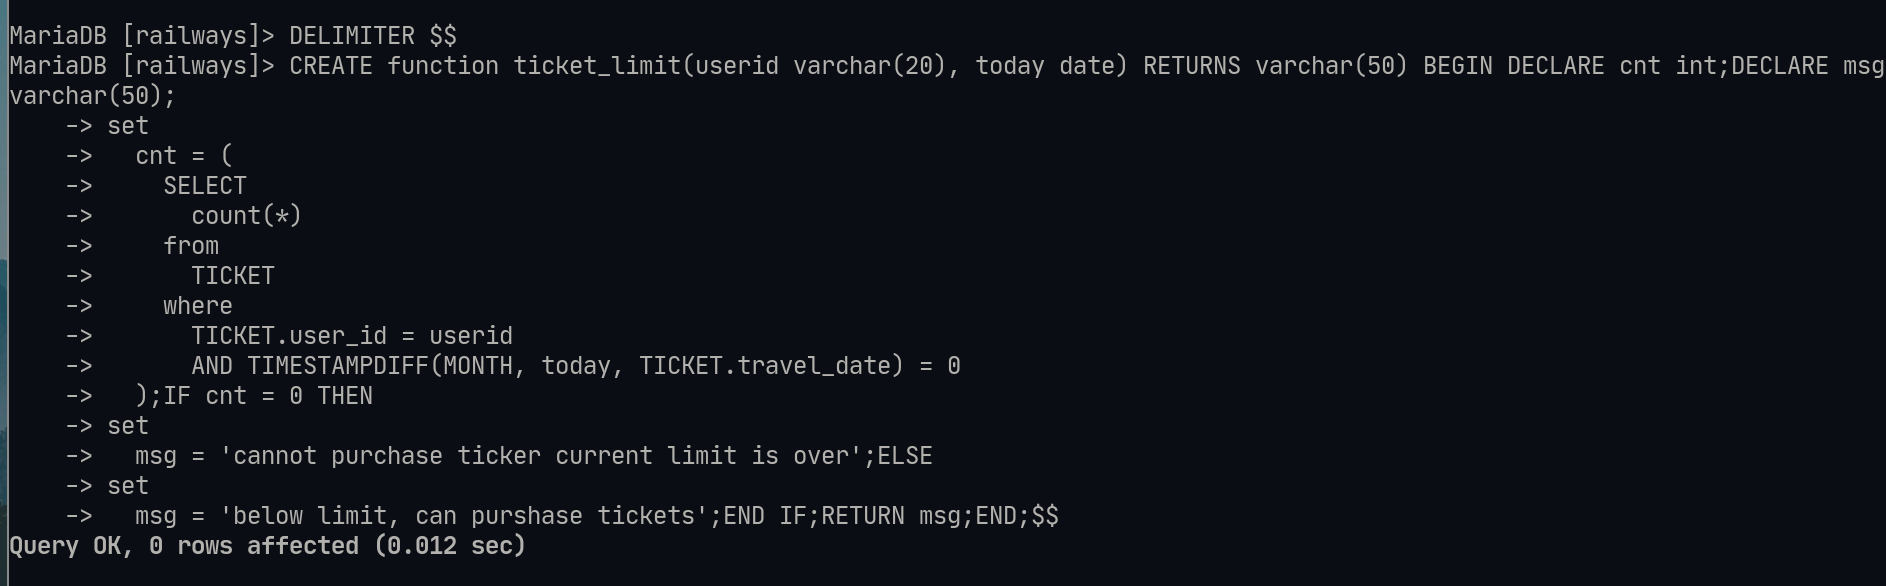 MariaDB [railways]> DELIMITER $$
MariaDB [railways]> CREATE function ticket_limit(userid varchar(20), today date) RETURNS varchar(50) BEGIN DECLARE cnt int;DECLARE msg
varchar(50);
    -> set
    ->   cnt = (
    ->     SELECT
    ->       count(*)
    ->     from
    ->       TICKET
    ->     where
    ->       TICKET.user_id = userid
    ->       AND TIMESTAMPDIFF(MONTH, today, TICKET.travel_date) = 0
    ->   );IF cnt = 0 THEN
    -> set
    ->   msg = 'cannot purchase ticker current limit is over';ELSE
    -> set
    ->   msg = 'below limit, can purshase tickets';END IF;RETURN msg;END;$$
Query OK, 0 rows affected (0.012 sec)